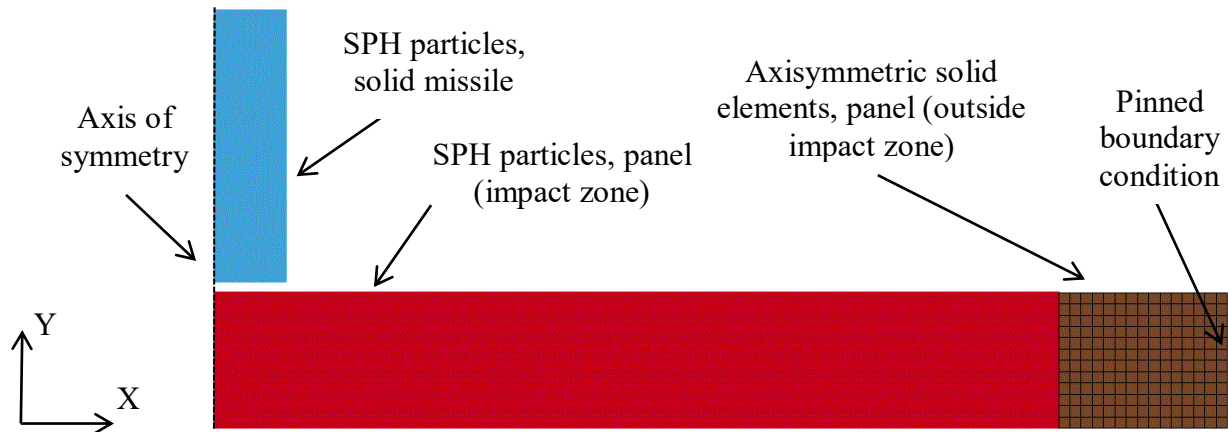 SPH particles,
solid missile
Axisymmetric solid
elements, panel (outside
impact zone)
Pinned
boundary
condition
Axis of
symmetry
SPH particles, panel
(impact zone)
Y
X